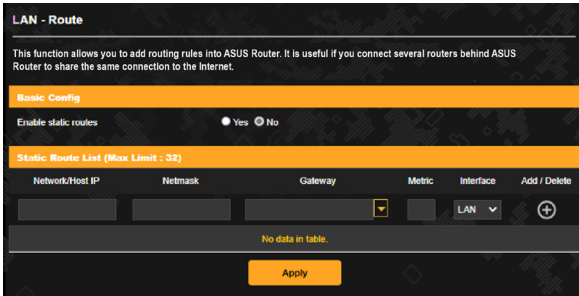 LAN - Route
This function allows you to add routing rules into ASUS Router. It is useful if you connect several routers behind ASUS
Router to share the same connection to the Internet.
Basic Config
Enable static routes Yes No
Static Route List (Max Limit : 32)
Network/Host IP Netmask Gateway Metric Interface Add / Delete
LAN
No data in table.
Apply